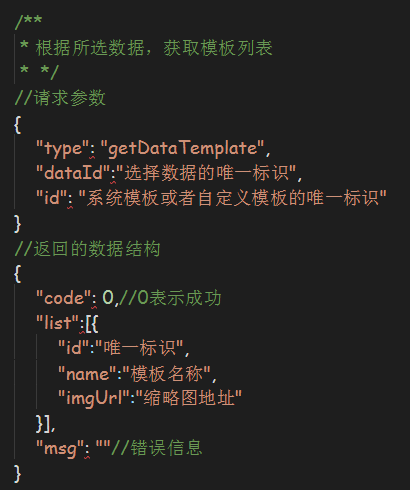 /**
* 根据所选数据，获取模板列表
* */
//请求参数
{
"type": "getDataTemplate",
"dataId":"选择数据的唯一标识",
"id": "系统模板或者自定义模板的唯一标识"
}
//返回的数据结构
{
"code": 0,//0表示成功
"list":[{
"id":"唯一标识",
"name":"模板名称",
"imgUrl":"缩略图地址"
}],
"msg": ""//错误信息
}